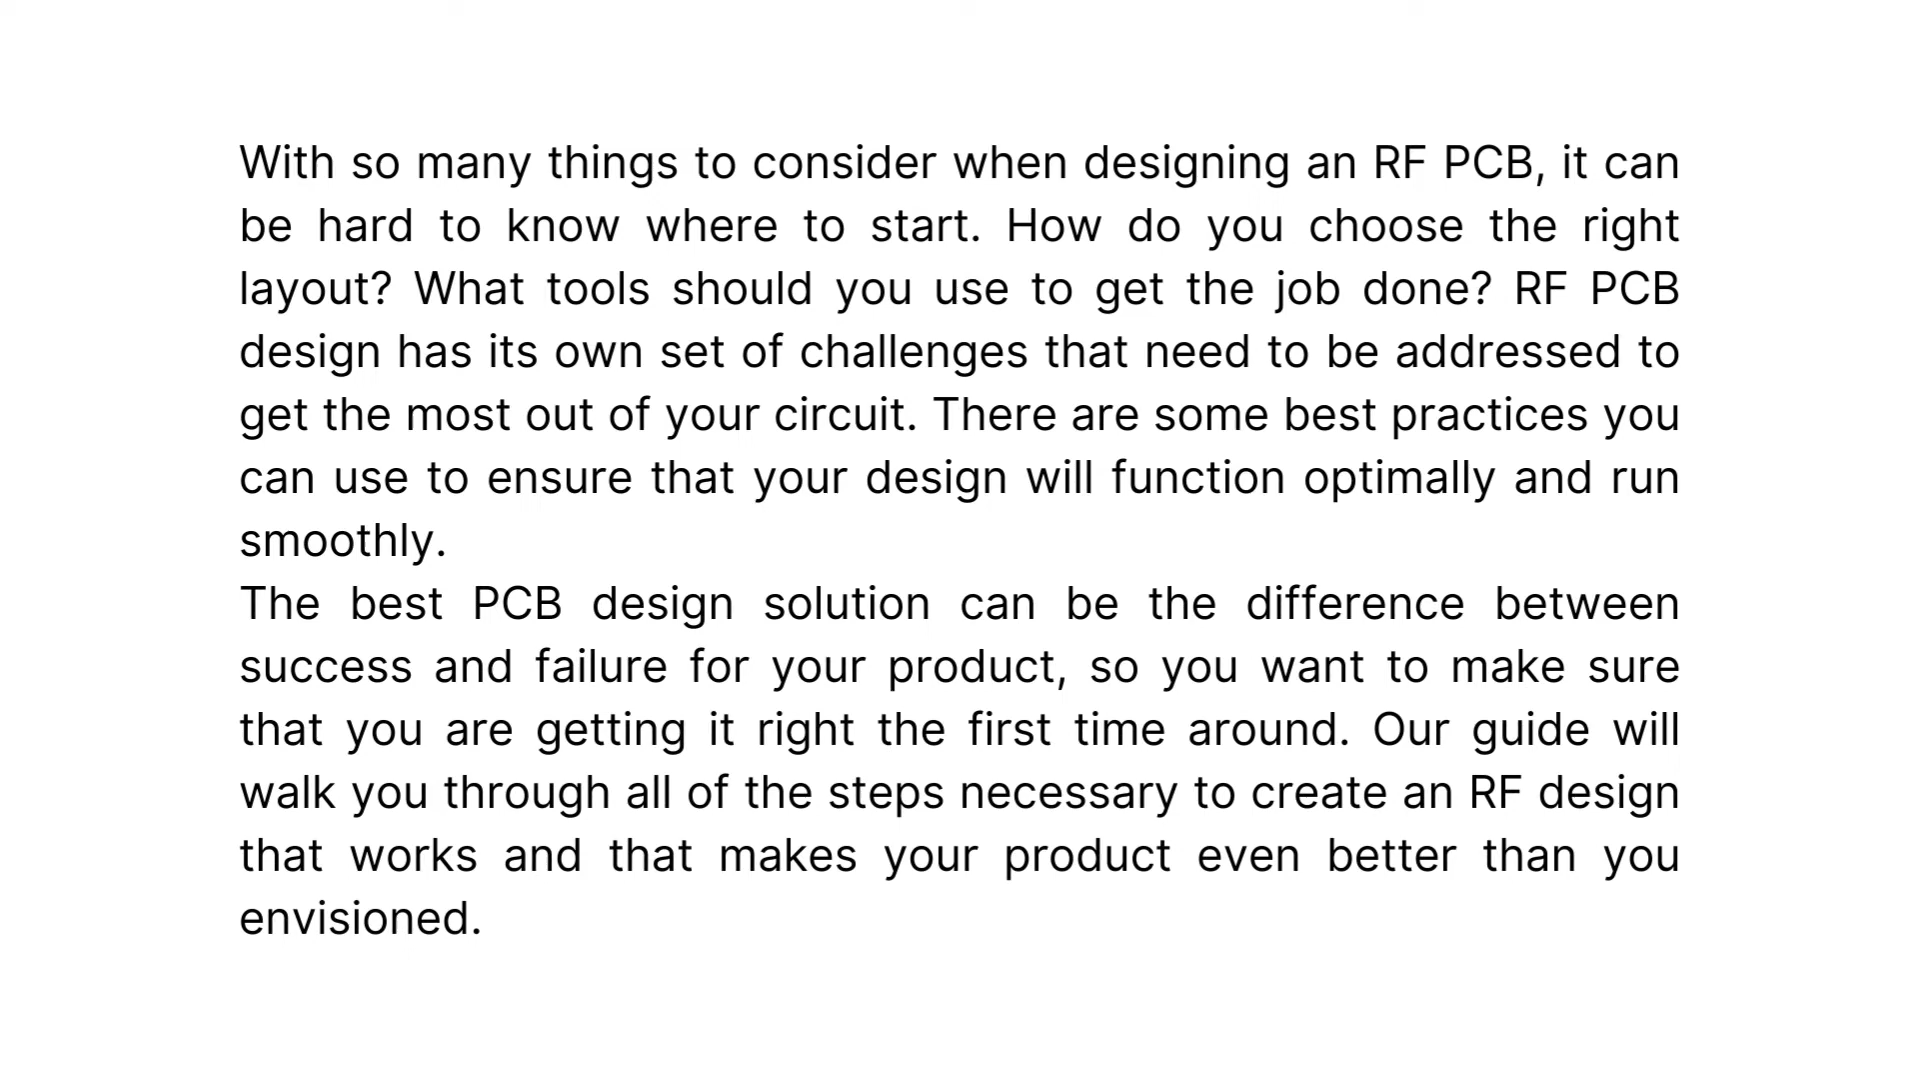 With so many things to consider when designing an RF PCB, it can
be hard to know where to start. How do you choose the right
layout? What tools should you use to get the job done? RF PCB
design has its own set of challenges that need to be addressed to
get the most out of your circuit. There are some best practices you
can use to ensure that your design will function optimally and run
smoothly.
The best PCB design solution can be the difference between
success and failure for your product, so you want to make sure
that you are getting it right the first time around. Our guide will
walk you through all of the steps necessary to create an RF design
that works and that makes your product even better than you
envisioned.